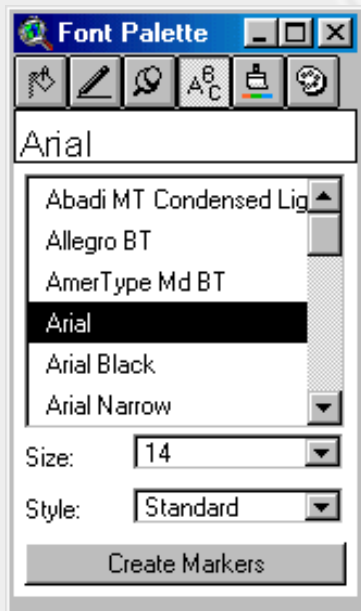 Font Palette
ABC
Arial
Abadi MT Condensed Lig
Allegro BT
AmerType Md BT
Arial
Arial Black
Arial Narrow
Size: 14
Style: Standard
Create Markers